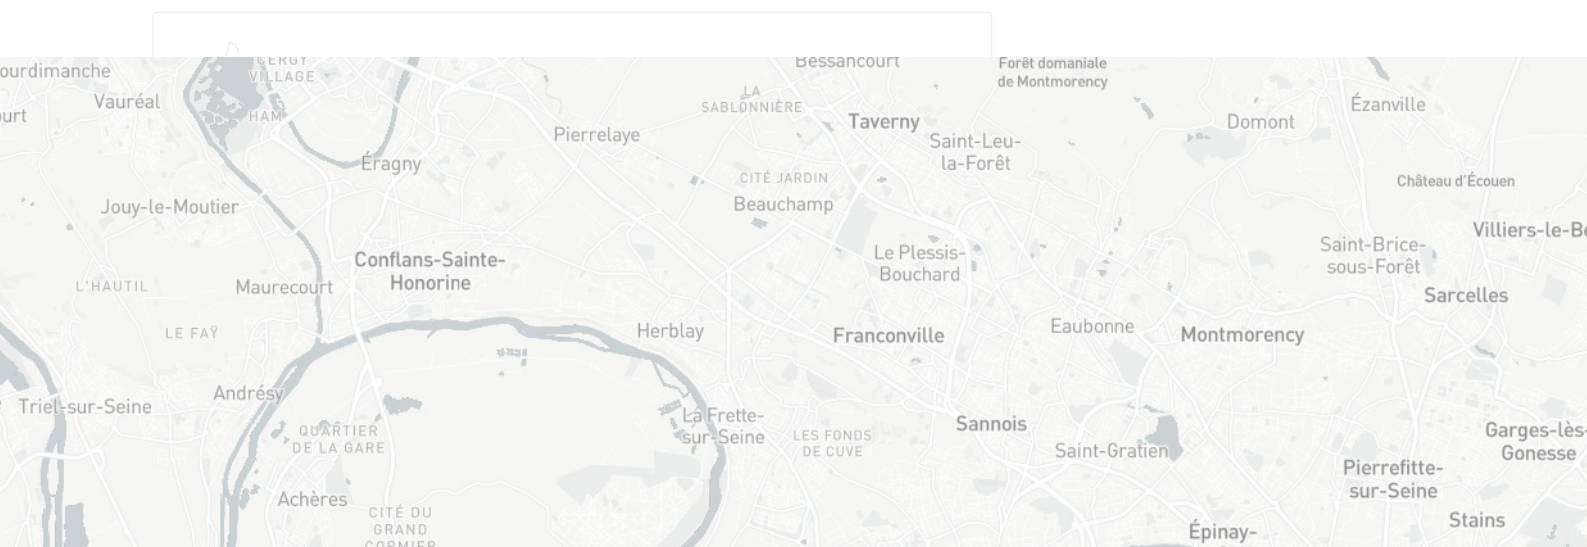 CERGY
VILLAGE
Bessancourt
Forêt domaniale
de Montmorency
Vauréal
HAM
LA
SABLONNIÈRE
Taverny
Ézanville
Domont
Pierrelaye
Saint-Leu-
la-Forêt
Éragny
CITÉ JARDIN
Château d'Écouen
Jouy-le-Moutier
Beauchamp
Villiers-le-Be
Conflans-Sainte-
Honorine
Le Plessis-
Bouchard
Saint-Brice-
sous-Forêt
L'HAUTIL
Maurecourt
Sarcelles
LE FAŸ
Herblay
Franconville
Eaubonne
Montmorency
Andrésy
Triel-sur-Seine
La Frette-
sur-Seine
QUARTIER
DE LA GARE
LES FONDS
DE CUVE
Sannois
Saint-Gratien
Garges-lès-
Gonesse
Pierrefitte-
sur-Seine
Achères
CITÉ DU
GRAND
CORMIER
Stains
Épinay-
ourdimanche
ourt